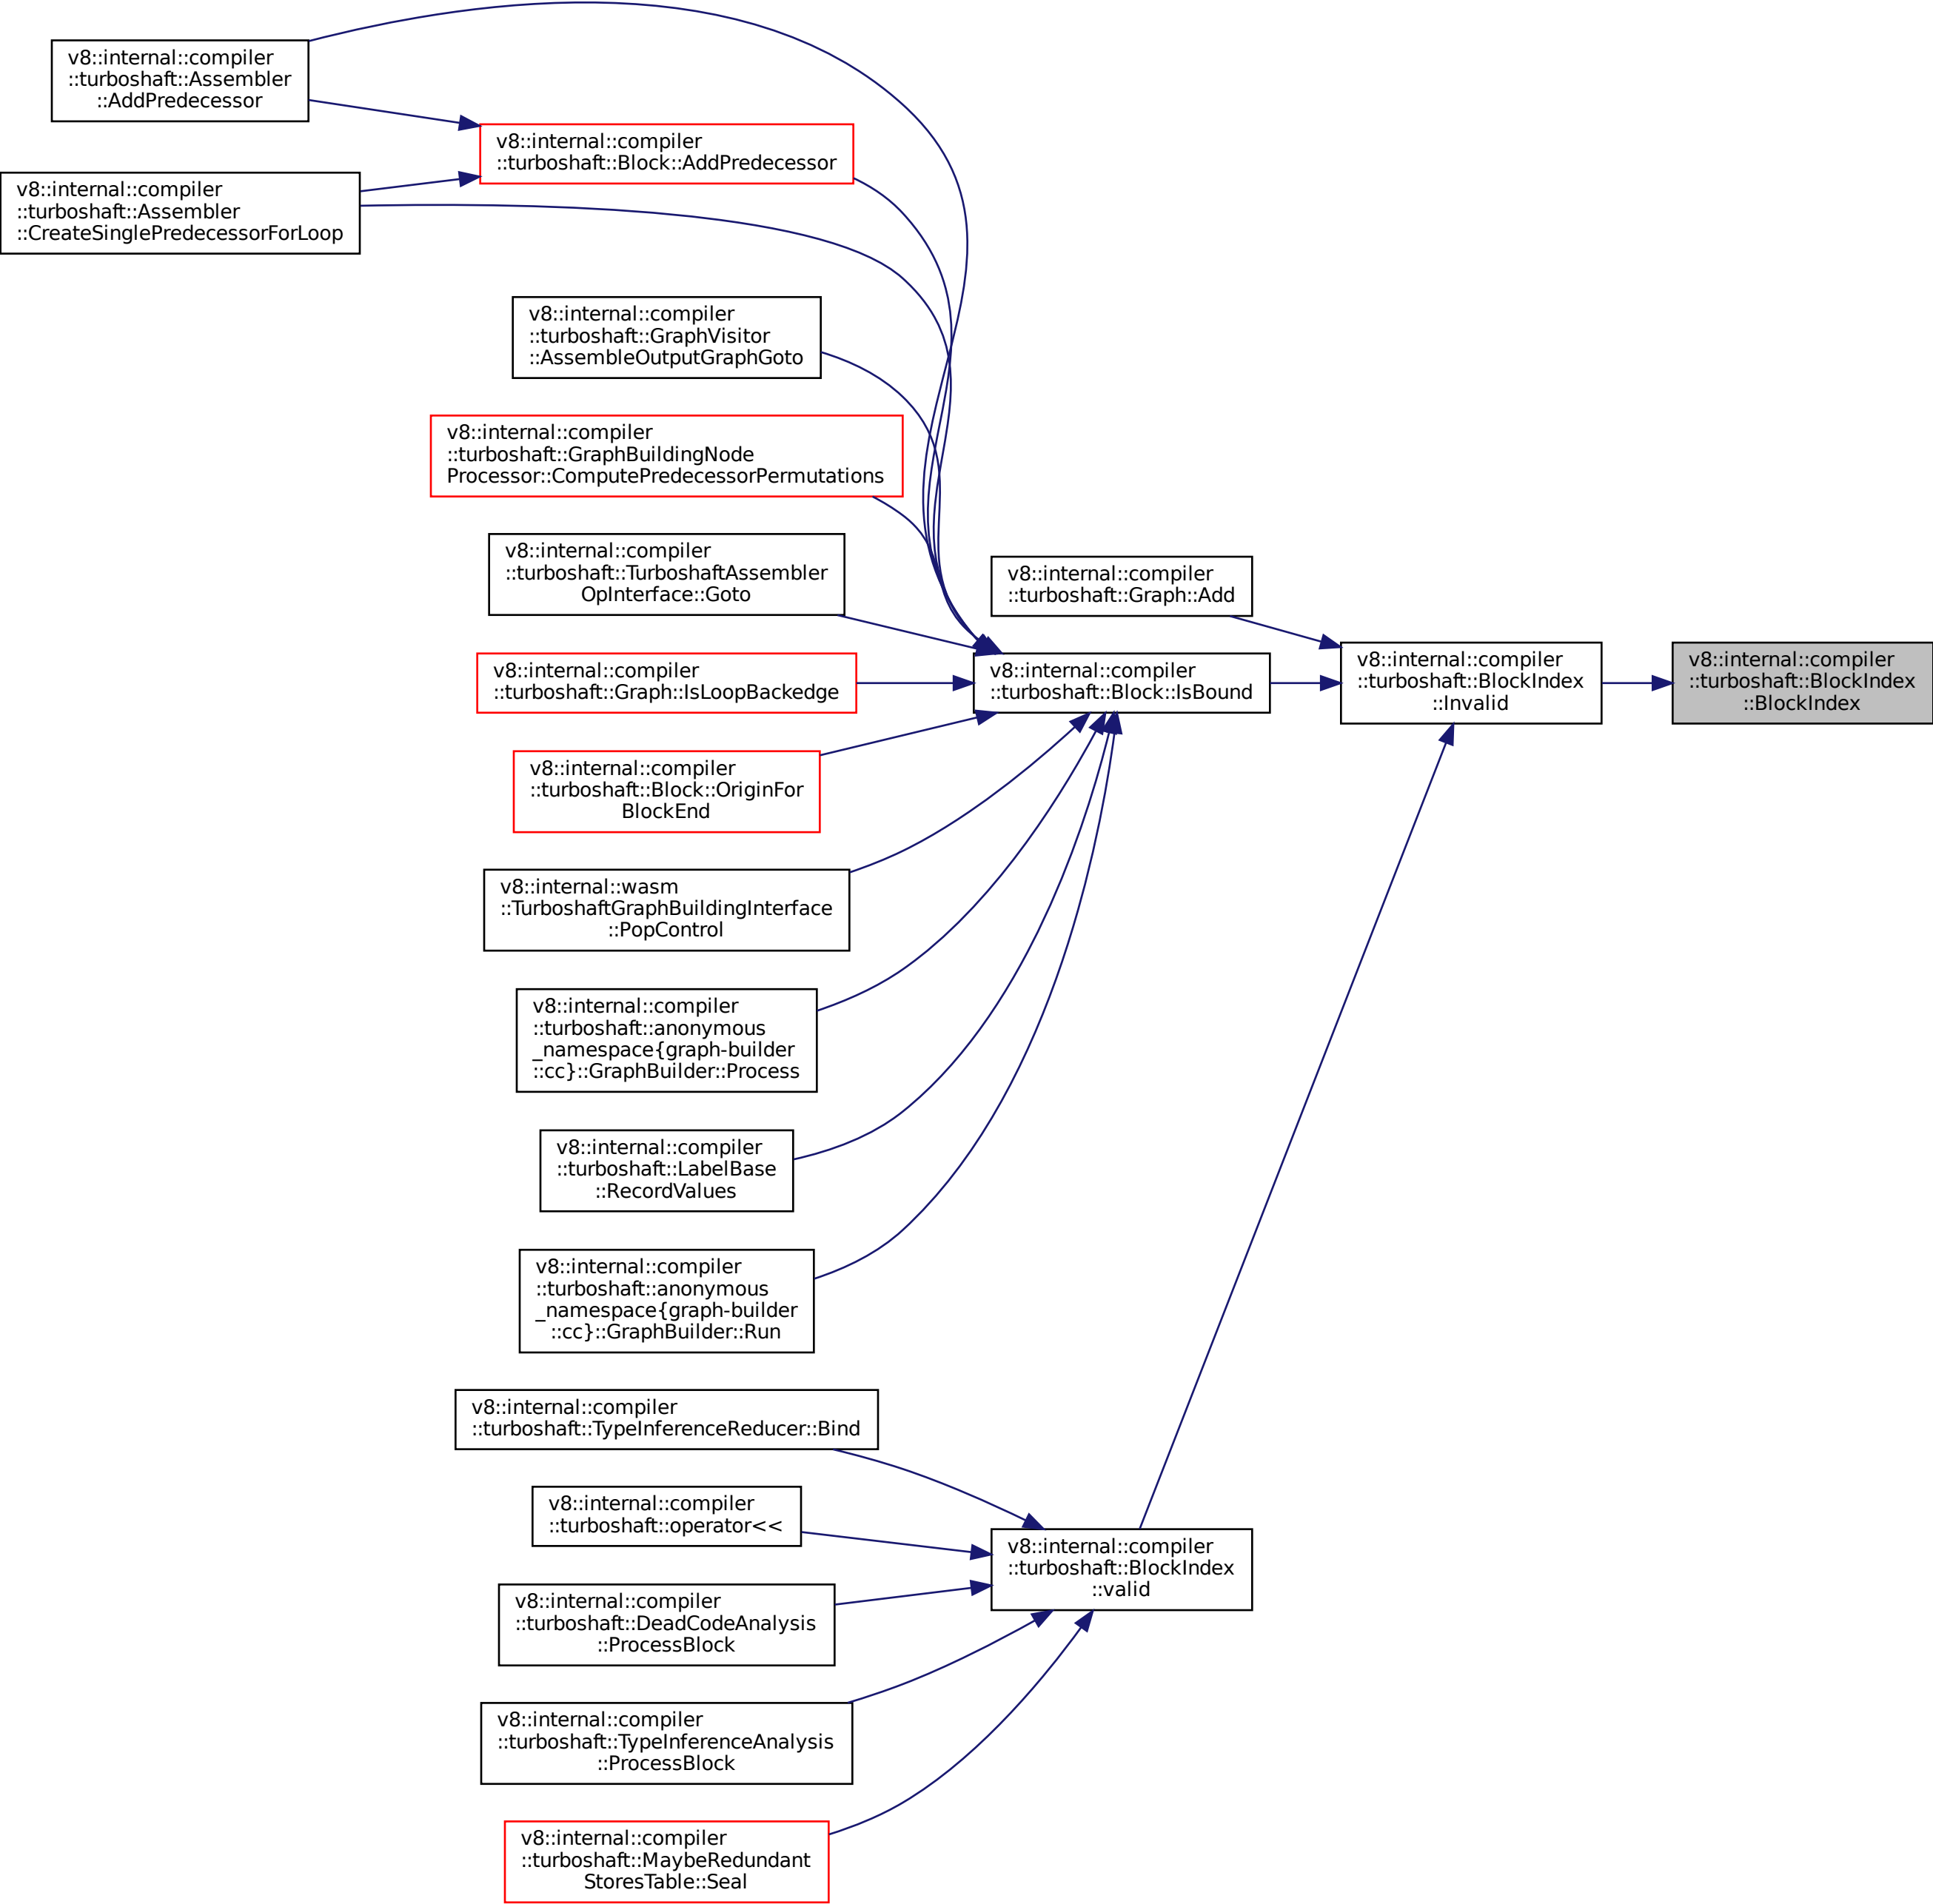 v8::internal::compiler
::turboshaft::Assembler
::AddPredecessor
v8::internal::compiler
::turboshaft::Block::AddPredecessor
v8::internal::compiler
::turboshaft::Assembler
::CreateSinglePredecessorForLoop
v8::internal::compiler
::turboshaft::GraphVisitor
::AssembleOutputGraphGoto
v8::internal::compiler
::turboshaft::GraphBuildingNode
Processor::ComputePredecessorPermutations
v8::internal::compiler
::turboshaft::TurboshaftAssembler
OpInterface::Goto
v8::internal::compiler
::turboshaft::Graph::Add
v8::internal::compiler
::turboshaft::Graph::IsLoopBackedge
v8::internal::compiler
::turboshaft::Block::IsBound
v8::internal::compiler
::turboshaft::BlockIndex
::Invalid
v8::internal::compiler
::turboshaft::BlockIndex
::BlockIndex
v8::internal::compiler
::turboshaft::Block::OriginFor
BlockEnd
v8::internal::wasm
::TurboshaftGraphBuildingInterface
::PopControl
v8::internal::compiler
::turboshaft::anonymous
_namespace{graph-builder
::cc}::GraphBuilder::Process
v8::internal::compiler
::turboshaft::LabelBase
::RecordValues
v8::internal::compiler
::turboshaft::anonymous
_namespace{graph-builder
::cc}::GraphBuilder::Run
v8::internal::compiler
::turboshaft::TypeInferenceReducer::Bind
v8::internal::compiler
::turboshaft::operator<<
v8::internal::compiler
::turboshaft::BlockIndex
::valid
v8::internal::compiler
::turboshaft::DeadCodeAnalysis
::ProcessBlock
v8::internal::compiler
::turboshaft::TypeInferenceAnalysis
::ProcessBlock
v8::internal::compiler
::turboshaft::MaybeRedundant
StoresTable::Seal